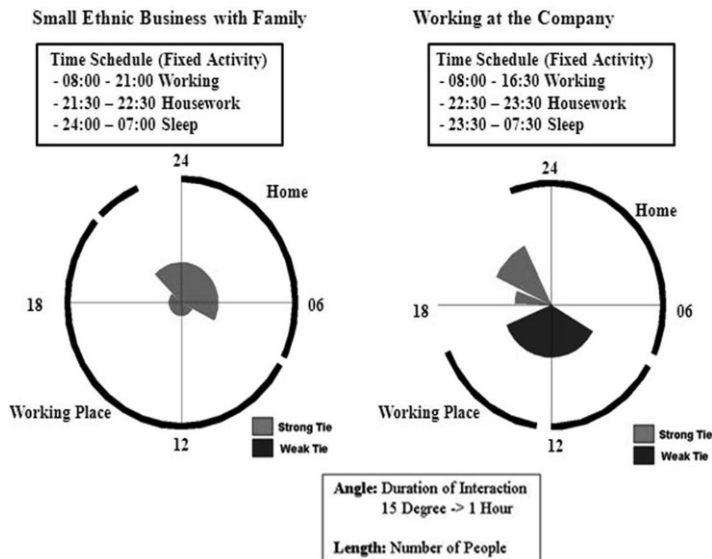 Small Ethnic Business with Family
Time Schedule (Fixed Activity)
- 08:00 - 21:00 Working
- 21:30 – 22:30 Housework
- 24:00 – 07:00 Sleep
24
Home
18
06
Working Place
12
Strong Tie
Weak Tie
Working at the Company
Time Schedule (Fixed Activity)
- 08:00 - 16:30 Working
- 22:30 – 23:30 Housework
- 23:30 – 07:30 Sleep
24
Home
18
06
Working Place
12
Strong Tie
Weak Tie
Angle: Duration of Interaction
15 Degree -> 1 Hour
Length: Number of People